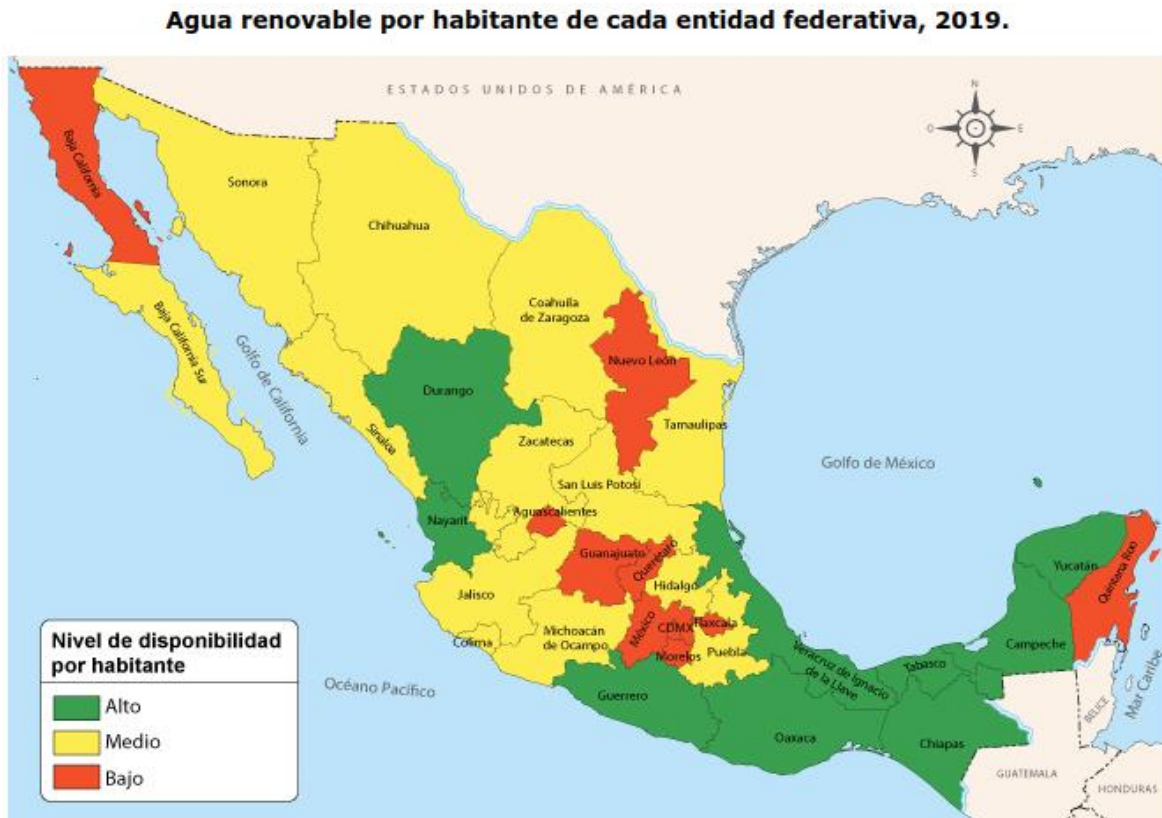 Agua renovable por habitante de cada entidad federativa, 2019.
ESTADOS UNIDOS DE AMÉRICA
N
O
E
S
Baja California
Sonora
Chihuahua
Coahuila
de Zaragoza
Baja California Sur
Golfo de California
Nuevo León
Durango
Sinaloa
Tamaulipas
Zacatecas
Golfo de México
San Luis Potosí
Nayarit
Aguascalientes
Guanajuato
Querétaro
Hidalgo
Yucatán
Quintana Roo
Jalisco
Colima
Michoacán
de Ocampo
México
CDMX
Tlaxcala
Morelos
Puebla
Veracruz de Ignacio
de la Llave
Tabasco
Campeche
Océano Pacífico
Guerrero
Oaxaca
Chiapas
BELICE
Mar Caribe
GUATEMALA
HONDURAS
Nivel de disponibilidad
por habitante
Alto
Medio
Bajo